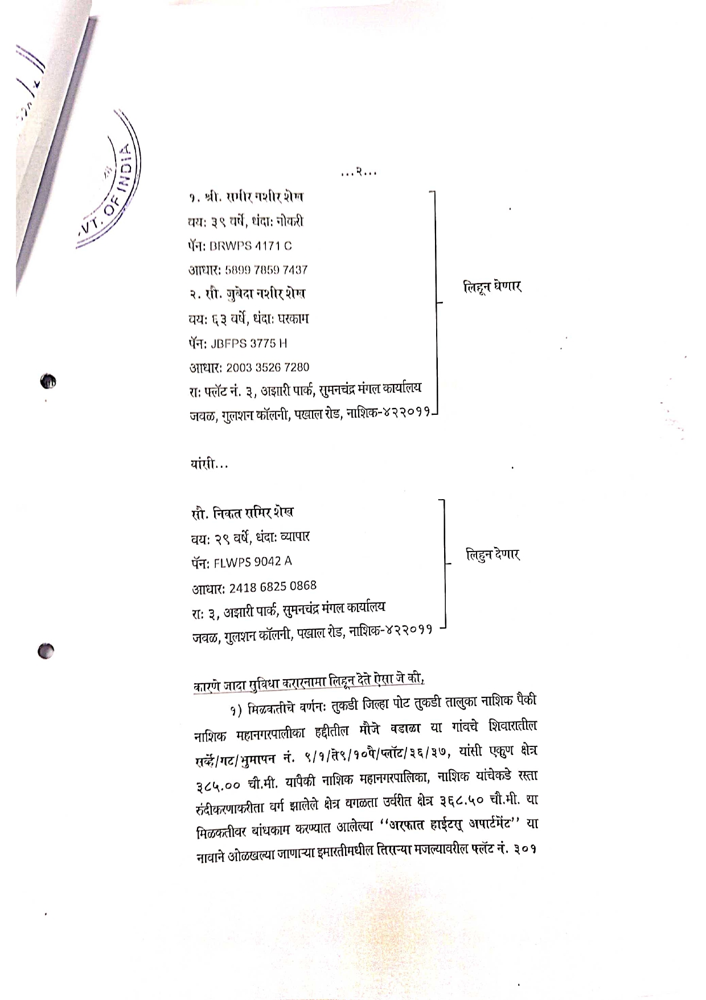 ...२...
१. श्री. समीर नशीर शेख
वय: ३९ वर्षे, धंदा: नोकरी
पॅन: BRWPS 4171 C
आधार: 5899 7859 7437
२. सौ. जुबेदा नशीर शेख
वय: ६३ वर्षे, धंदा: घरकाम
पॅन: JBFPS 3775 H
आधार: 2003 3526 7280
रा: फ्लॅट नं. ३, अझारी पार्क, सुमनचंद्र मंगल कार्यालय
जवळ, गुलशन कॉलनी, पखाल रोड, नाशिक-४२२०११
लिहून घेणार
यांसी...
सौ. निकत समिर शेख
वय: २९ वर्षे, धंदा: व्यापार
पॅन: FLWPS 9042 A
आधार: 2418 6825 0868
रा: ३, अझारी पार्क, सुमनचंद्र मंगल कार्यालय
जवळ, गुलशन कॉलनी, पखाल रोड, नाशिक-४२२०११
लिहुन देणार
कारणे जादा सुविधा करारनामा लिहून देते ऐसा जे की,
१) मिळकतीचे वर्णन: तुकडी जिल्हा पोट तुकडी तालुका नाशिक पैकी
नाशिक महानगरपालीका हद्दीतील मौजे वडाळा या गांवचे शिवारातील
सर्व्हे/गट/भुमापन नं. ९/१/ते९/१०पै/प्लॉट/३६/३७, यांसी एकुण क्षेत्र
३८५.०० चौ.मी. यापैकी नाशिक महानगरपालिका, नाशिक यांचेकडे रस्ता
रुंदीकरणाकरीता वर्ग झालेले क्षेत्र वगळता उर्वरीत क्षेत्र ३६८.५० चौ.मी. या
मिळकतीवर बांधकाम करण्यात आलेल्या ‘‘अरफात हाईटस् अपार्टमेंट’’ या
नावाने ओळखल्या जाणाऱ्या इमारतीमधील तिसऱ्या मजल्यावरील फ्लॅट नं. ३०१
VT. OF INDIA